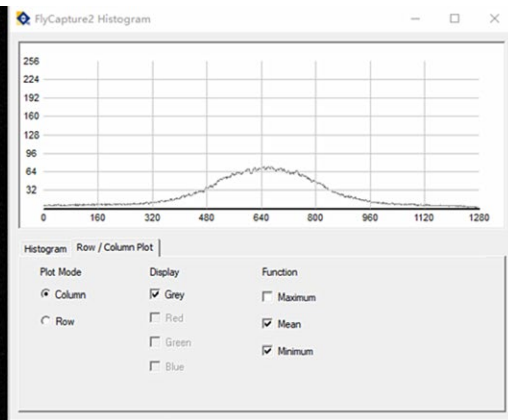 FlyCapture2 Histogram
256
224
192
160
128
96
64
32
0 160 320 480 640 800 960 1120 1280
Histogram Row / Column Plot
Plot Mode Display Function
Column Grey Maximum
Row Red Mean
Green Minimum
Blue